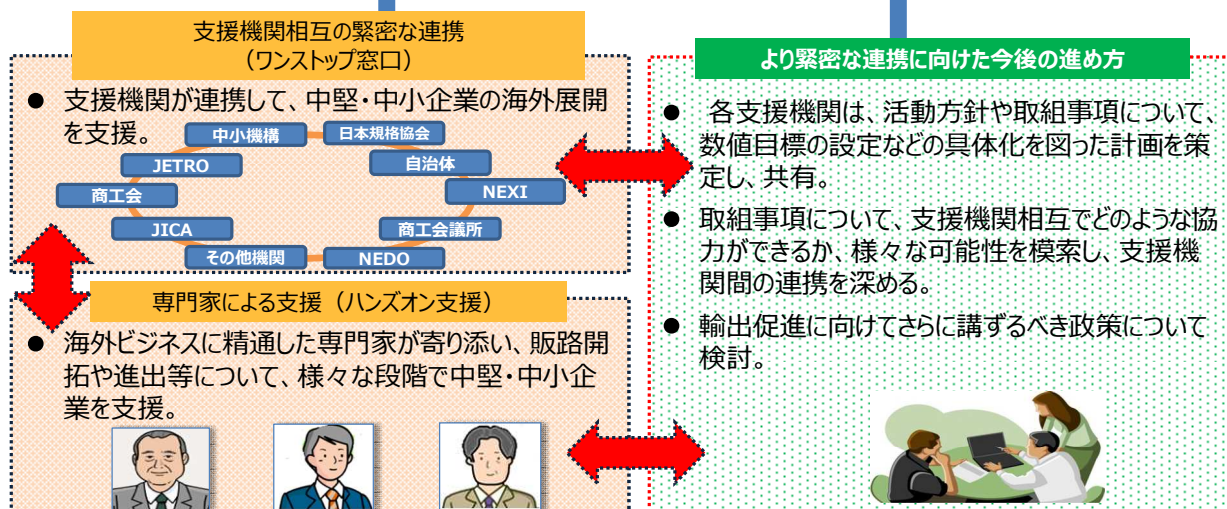 支援機関相互の緊密な連携
（ワンストップ窓口）
● 支援機関が連携して、中堅・中小企業の海外展開
を支援。
中小機構
日本規格協会
JETRO
自治体
商工会
NEXI
JICA
商工会議所
その他機関
NEDO
専門家による支援（ハンズオン支援）
● 海外ビジネスに精通した専門家が寄り添い、販路開
拓や進出等について、様々な段階で中堅・中小企
業を支援。
より緊密な連携に向けた今後の進め方
● 各支援機関は、活動方針や取組事項について、
数値目標の設定などの具体化を図った計画を策
定し、共有。
● 取組事項について、支援機関相互でどのような協
力ができるか、様々な可能性を模索し、支援機
関間の連携を深める。
● 輸出促進に向けてさらに講ずるべき政策について
検討。